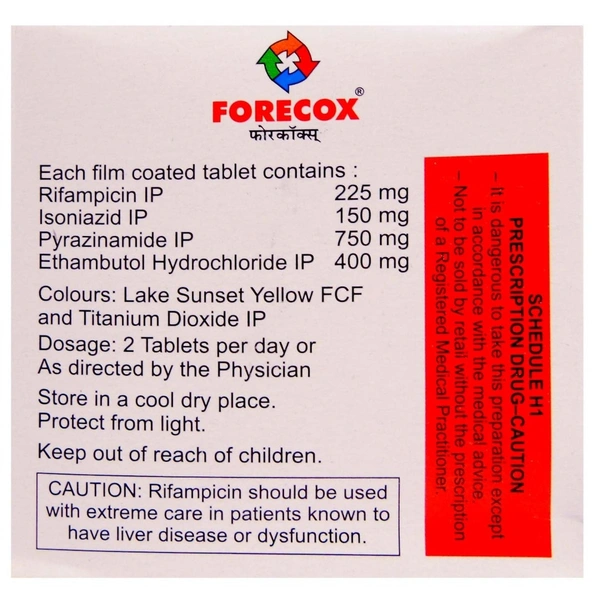 FORECOX ®
फोरकॉक्स्
Each film coated tablet contains :
Rifampicin IP 225 mg
Isoniazid IP 150 mg
Pyrazinamide IP 750 mg
Ethambutol Hydrochloride IP 400 mg
Colours: Lake Sunset Yellow FCF
and Titanium Dioxide IP
Dosage: 2 Tablets per day or
As directed by the Physician
Store in a cool dry place.
Protect from light.
Keep out of reach of children.
CAUTION: Rifampicin should be used
with extreme care in patients known to
have liver disease or dysfunction.
SCHEDULE H1
PRESCRIPTION DRUG–CAUTION
– It is dangerous to take this preparation except
in accordance with the medical advice.
– Not to be sold by retail without the prescription
of a Registered Medical Practitioner.